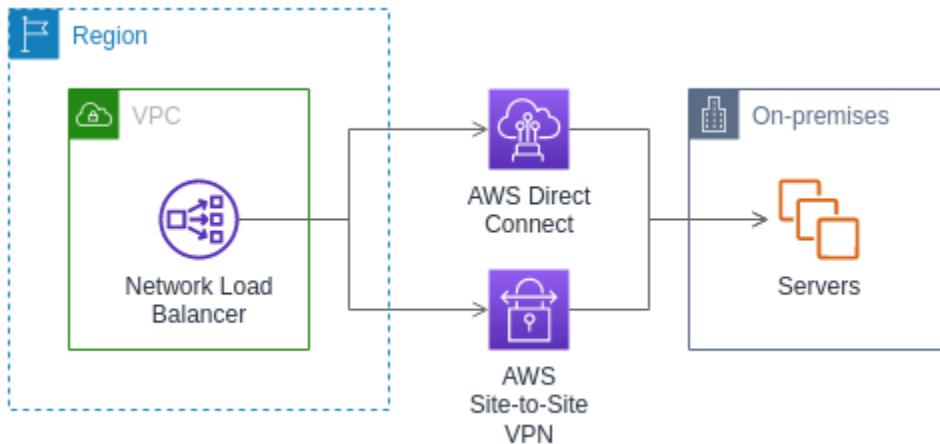 Region
VPC
On-premises
AWS Direct
Connect
Network Load
Balancer
Servers
AWS
Site-to-Site
VPN